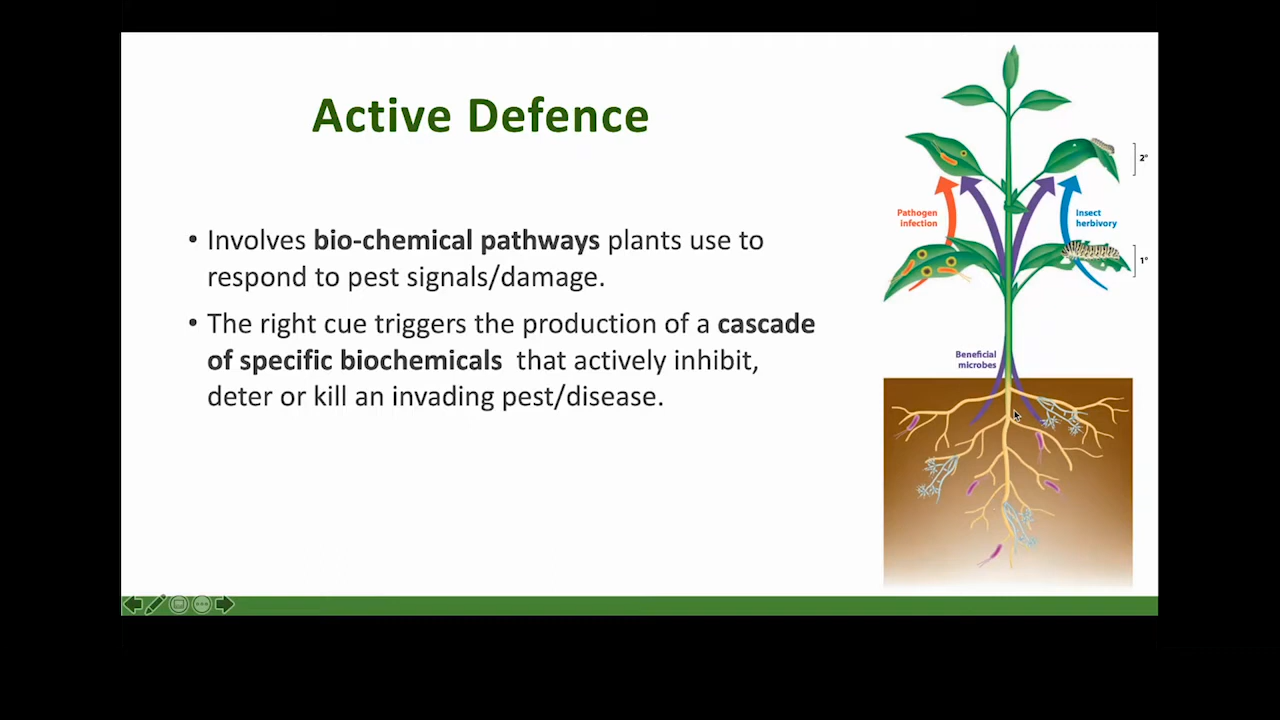 Active Defence
• Involves bio-chemical pathways plants use to
respond to pest signals/damage.
• The right cue triggers the production of a cascade
of specific biochemicals that actively inhibit,
deter or kill an invading pest/disease.
2°
Pathogen
infection
Insect
herbivory
1°
Beneficial
microbes